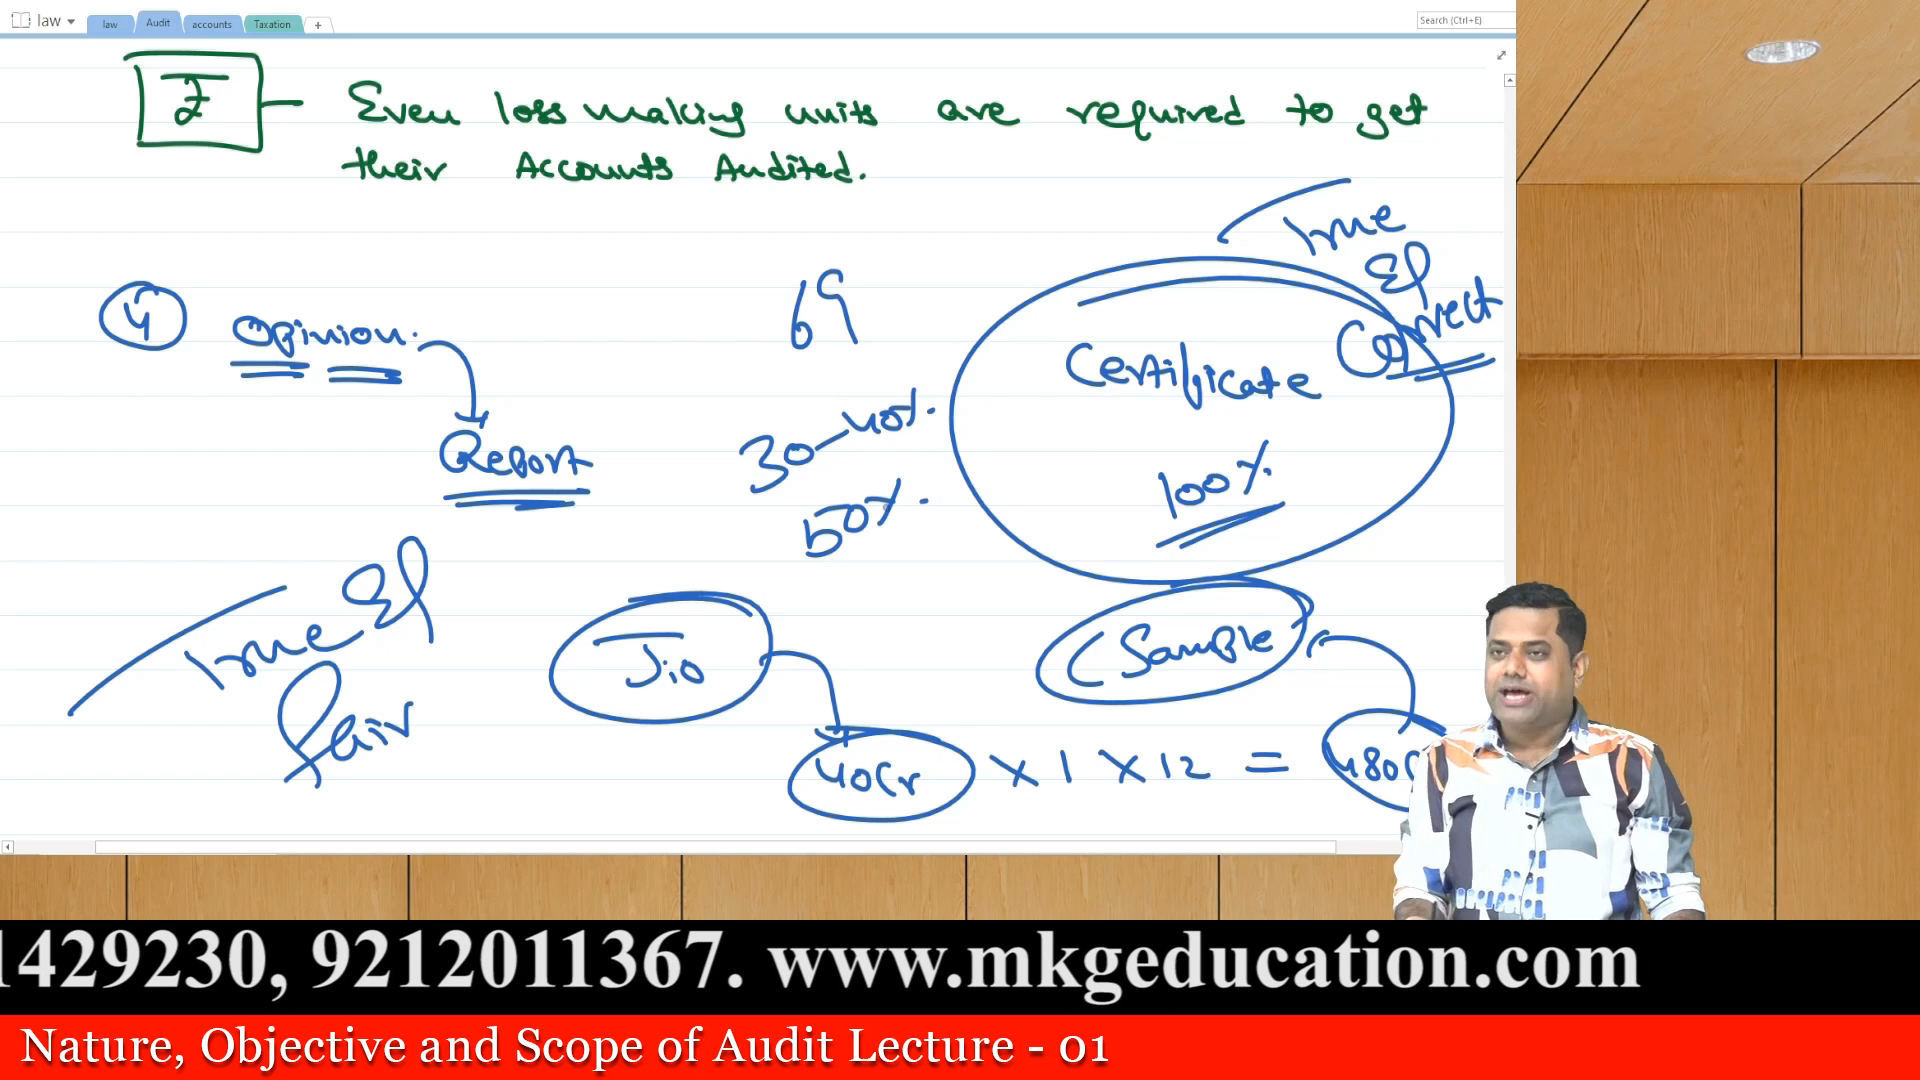 law
law Audit accounts Taxation +
Search (Ctrl+E)
I Even loss making units are required to get
their Accounts Audited.
True
&
Correct
4 Opinion.
Report
69
30 - 40%.
50%.
Certificate
100%
True &
fair
Jio
(Sample
40Cr × 1 × 12 = 480
1429230, 9212011367. www.mkgeducation.com
Nature, Objective and Scope of Audit Lecture - 01